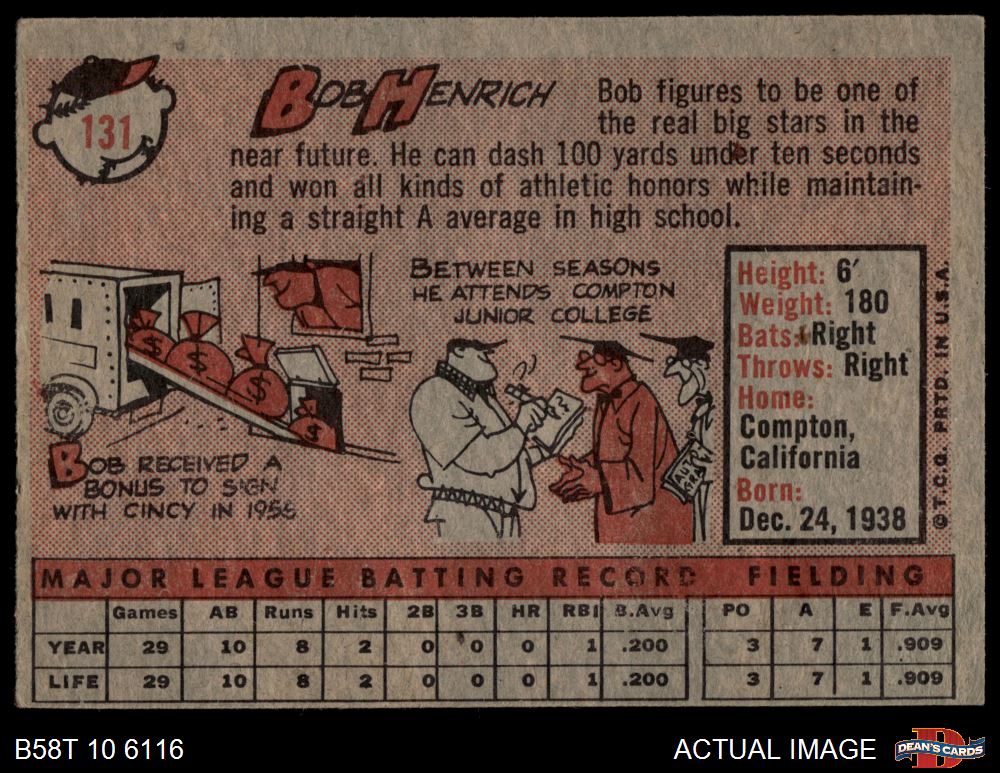 131
BOB HENRICH
Bob figures to be one of
the real big stars in the
near future. He can dash 100 yards under ten seconds
and won all kinds of athletic honors while maintain-
ing a straight A average in high school.
$ $ $ $
BOB RECEIVED A
BONUS TO SIGN
WITH CINCY IN 1956
BETWEEN SEASONS
HE ATTENDS COMPTON
JUNIOR COLLEGE
AUTO
GRAF
Height: 6'
Weight: 180
Bats: Right
Throws: Right
Home:
Compton,
California
Born:
Dec. 24, 1938
© T.C.G. PRTD. IN U.S.A.
MAJOR LEAGUE BATTING RECORD FIELDING
Games AB Runs Hits 2B 3B HR RBI B.Avg PO A E F.Avg
YEAR 29 10 8 2 0 0 0 1 .200 3 7 1 .909
LIFE 29 10 8 2 0 0 0 1 .200 3 7 1 .909
B58T 10 6116
ACTUAL IMAGE
D
DEAN'S CARDS